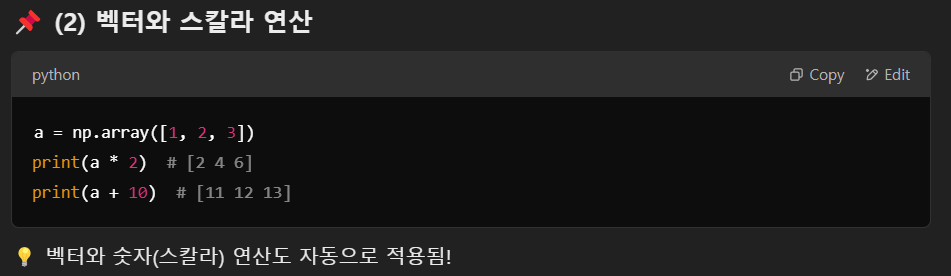 📌 (2) 벡터와 스칼라 연산
python Copy Edit
a = np.array([1, 2, 3])
print(a * 2)  # [2 4 6]
print(a + 10)  # [11 12 13]
💡 벡터와 숫자(스칼라) 연산도 자동으로 적용됨!